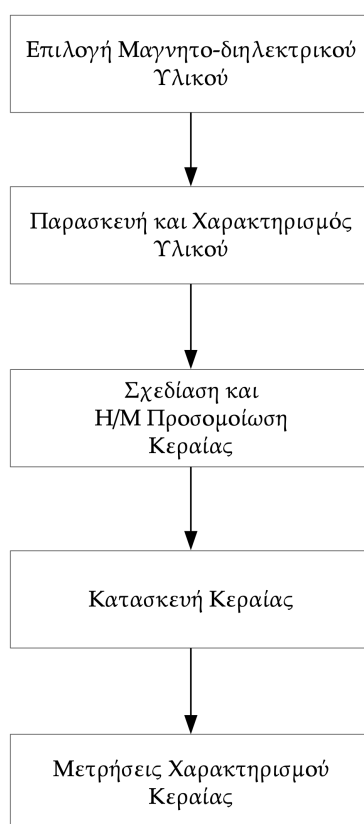 Επιλογή Μαγνητο-διηλεκτρικού
Υλικού
Παρασκευή και Χαρακτηρισμός
Υλικού
Σχεδίαση και
Η/Μ Προσομοίωση
Κεραίας
Κατασκευή Κεραίας
Μετρήσεις Χαρακτηρισμού
Κεραίας